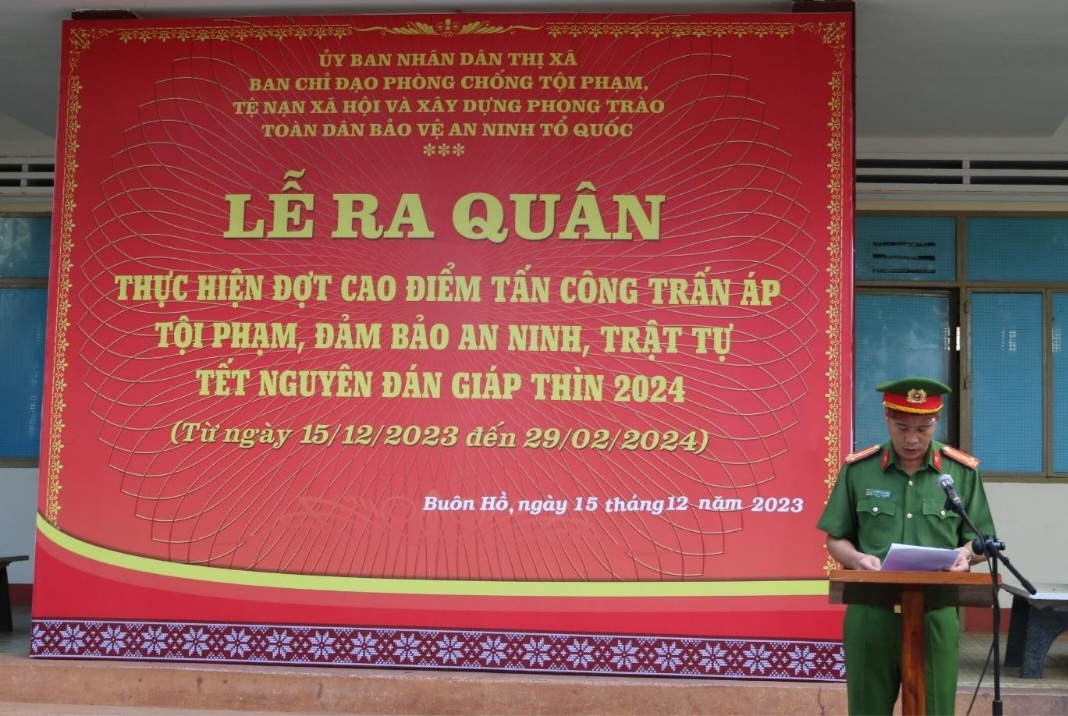 ỦY BAN NHÂN DÂN THỊ XÃ
BAN CHỈ ĐẠO PHÒNG CHỐNG TỘI PHẠM,
TỆ NẠN XÃ HỘI VÀ XÂY DỰNG PHONG TRÀO
TOÀN DÂN BẢO VỆ AN NINH TỔ QUỐC
***
LỄ RA QUÂN
THỰC HIỆN ĐỢT CAO ĐIỂM TẤN CÔNG TRẤN ÁP
TỘI PHẠM, ĐẢM BẢO AN NINH, TRẬT TỰ
TẾT NGUYÊN ĐÁN GIÁP THÌN 2024
(Từ ngày 15/12/2023 đến 29/02/2024)
Buôn Hồ, ngày 15 tháng12 năm 2023